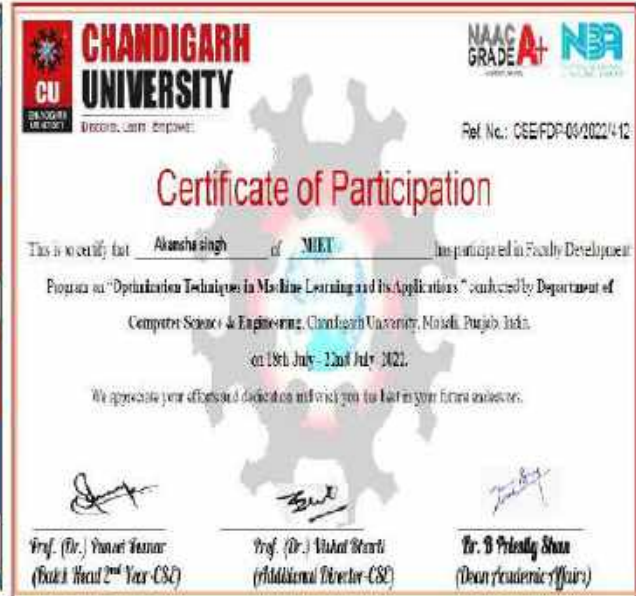 CHANDIGARH
UNIVERSITY
Discover. Learn. Empower.
CU
CHANDIGARH
UNIVERSITY
NAAC
GRADE A+
NBA
Ref. No.: CSE/FDP-03/2022/412
Certificate of Participation
This is to certify that Akansha singh of has participated in Faculty Development
Program on "Optimization Techniques in Machine Learning and its Applications" conducted by Department of
Computer Science & Engineering, Chandigarh University, Mohali, Punjab, India.
on 18th July - 22nd July 2022.
We appreciate your efforts and dedication and wish you the best in your future endeavors.
Prof. (Dr.) Puneet Kumar
Prof. (Dr.) Vishal Bharti
Dr. B Priestly Shan
(Head 2nd Year-CSE)
(Additional Director-CSE)
(Dean Academic Affairs)